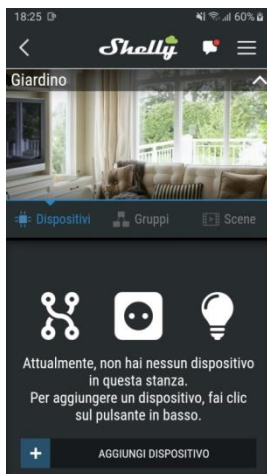 18:25
60%
Shelly
Giardino
Dispositivi
Gruppi
Scene
Attualmente, non hai nessun dispositivo
in questa stanza.
Per aggiungere un dispositivo, fai clic
sul pulsante in basso.
+ AGGIUNGI DISPOSITIVO